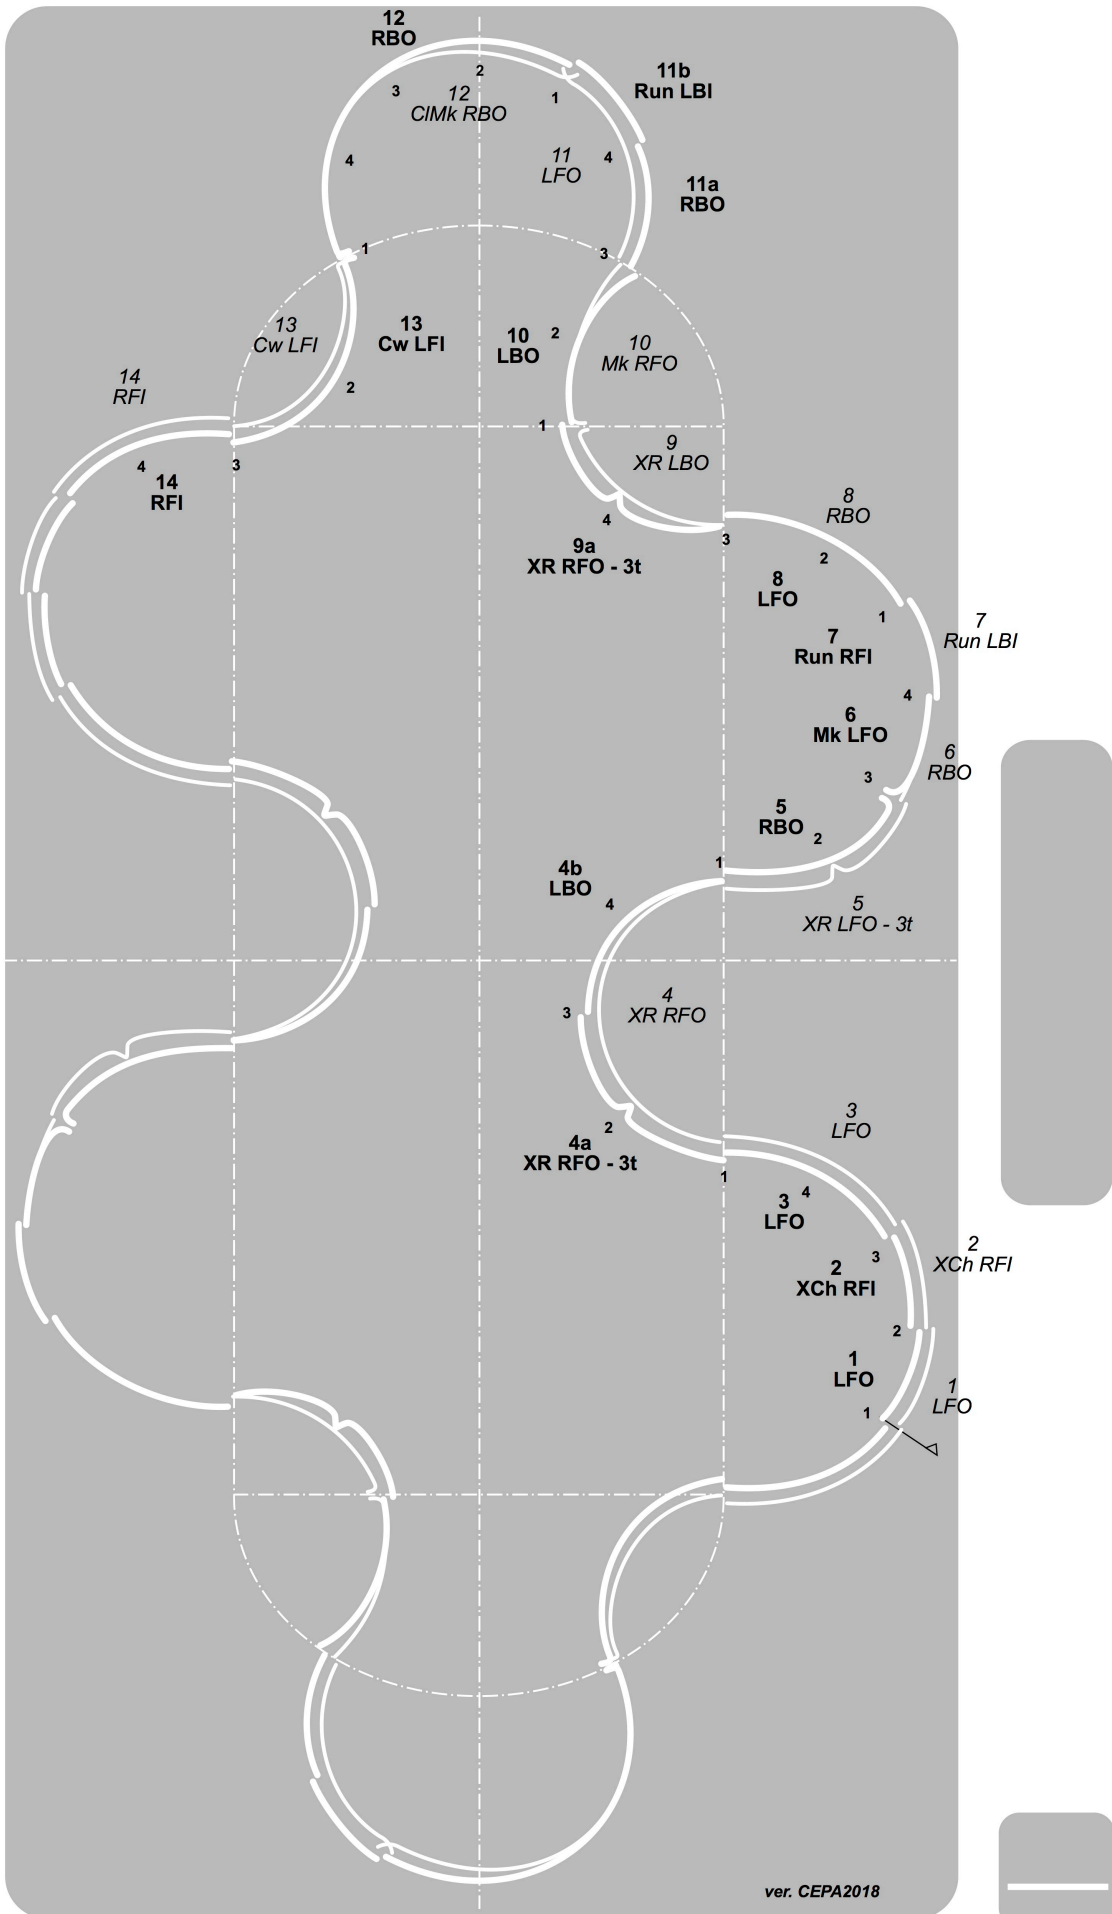 12
RBO
2
3
12
ClMk RBO
1
11b
Run LBI
4
11
LFO
4
11a
RBO
1
3
13
Cw LFI
13
Cw LFI
10
LBO
2
10
Mk RFO
14
RFI
2
1
9
XR LBO
4
3
14
RFI
8
RBO
4
3
2
9a
XR RFO - 3t
8
LFO
1
7
Run LBI
7
Run RFI
4
6
Mk LFO
6
RBO
3
5
RBO
2
1
4b
LBO
4
5
XR LFO - 3t
3
4
XR RFO
3
LFO
2
4a
XR RFO - 3t
1
4
3
LFO
3
2
XCh RFI
2
XCh RFI
2
1
LFO
1
LFO
1
ver. CEPA2018